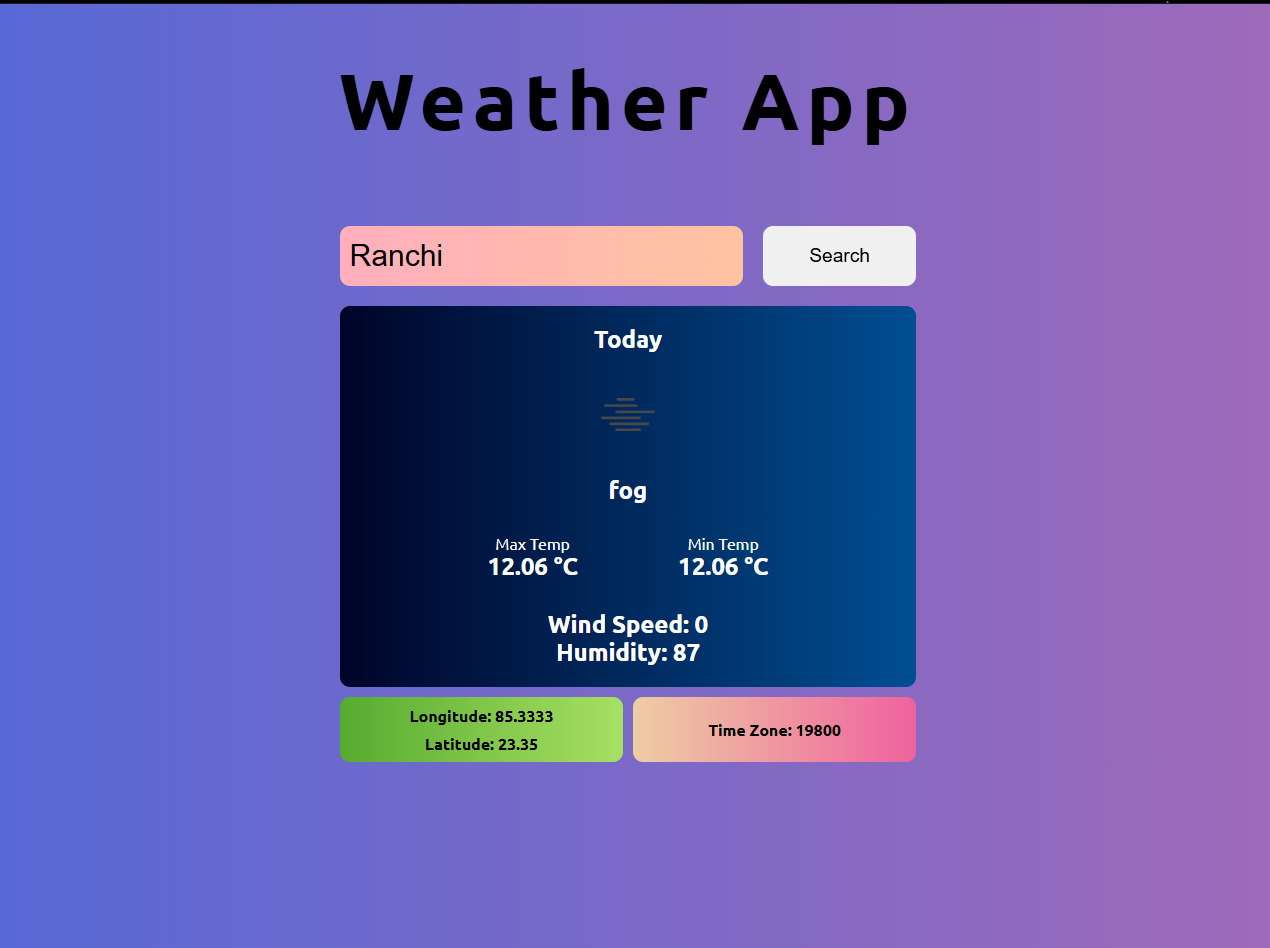 Weather App
Ranchi
Search
Today
fog
Max Temp
12.06 °C
Min Temp
12.06 °C
Wind Speed: 0
Humidity: 87
Longitude: 85.3333
Latitude: 23.35
Time Zone: 19800